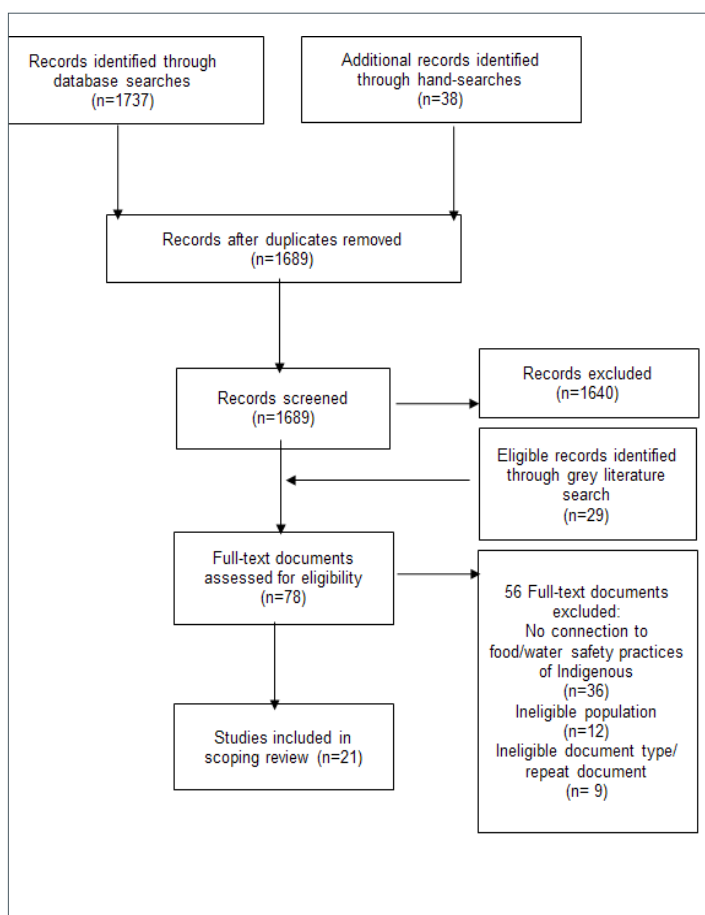 Records identified through
database searches
(n=1737)
Additional records identified
through hand-searches
(n=38)
Records after duplicates removed
(n=1689)
Records screened
(n=1689)
Records excluded
(n=1640)
Eligible records identified
through grey literature
search
(n=29)
Full-text documents
assessed for eligibility
(n=78)
56 Full-text documents
excluded:
No connection to
food/water safety practices
of Indigenous
(n=36)
Ineligible population
(n=12)
Ineligible document type/
repeat document
(n= 9)
Studies included in
scoping review (n=21)